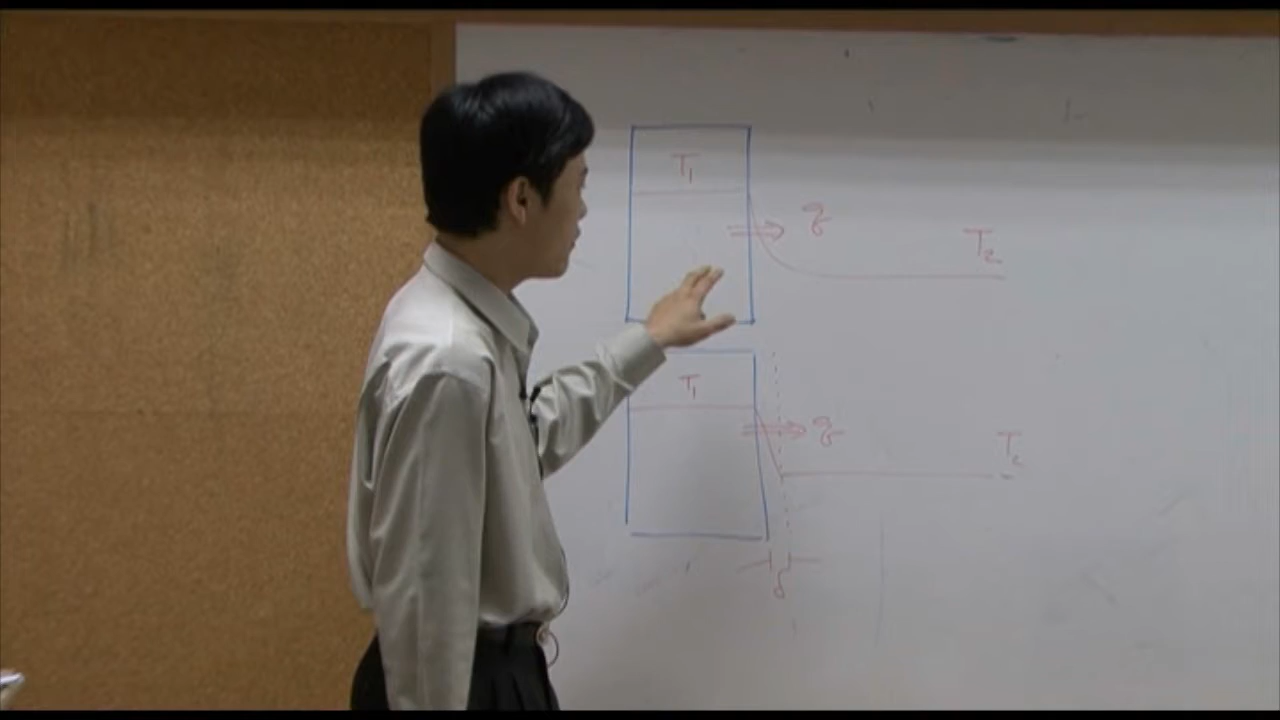 T₁
q
T₂
T₁
q
T₂
δ